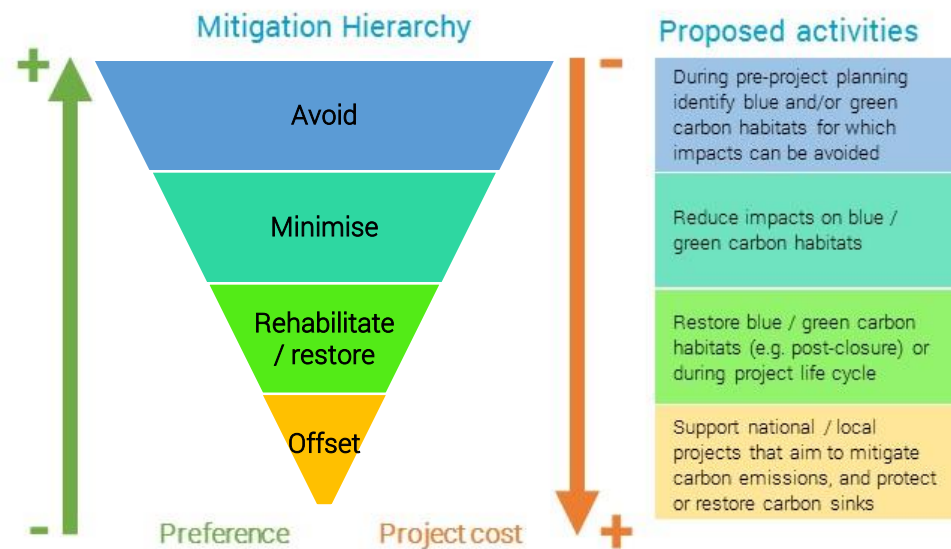 Mitigation Hierarchy
Proposed activities
+
-
Avoid
During pre-project planning
identify blue and/or green
carbon habitats for which
impacts can be avoided
Minimise
Reduce impacts on blue /
green carbon habitats
Rehabilitate
/ restore
Restore blue / green carbon
habitats (e.g. post-closure) or
during project life cycle
Offset
Support national / local
projects that aim to mitigate
carbon emissions, and protect
or restore carbon sinks
-
Preference
Project cost
+